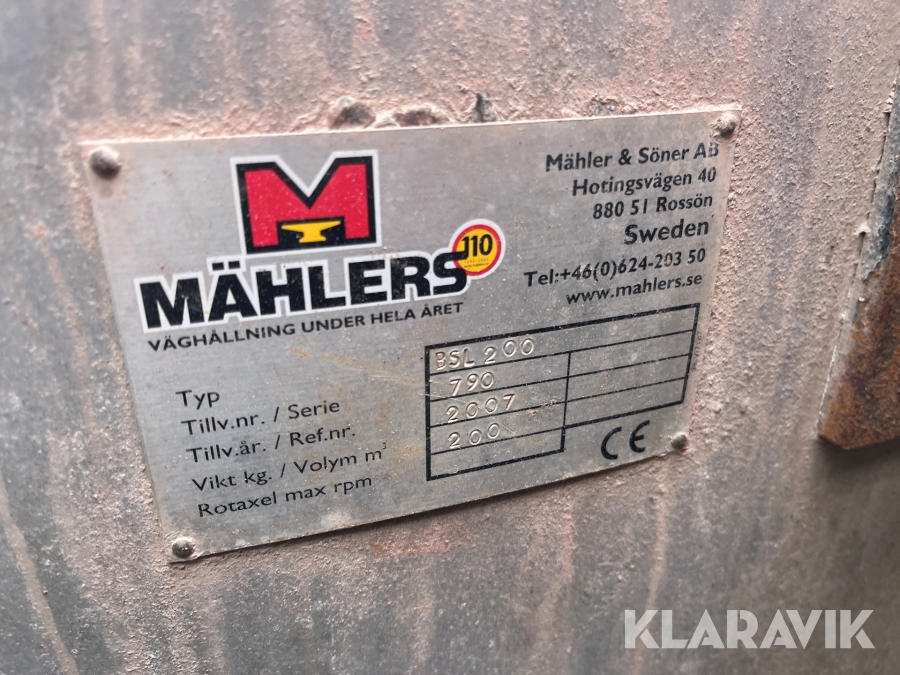 MÄHLERS
110
VÄGHÅLLNING UNDER HELA ÅRET
Mähler & Söner AB
Hotingsvägen 40
880 51 Rossön
Sweden
Tel:+46(0)624-203 50
www.mahlers.se
Typ BSL 200
Tillv.nr. / Serie 790
Tillv.år. / Ref.nr. 2007
Vikt kg. / Volym m³ 200
Rotaxel max rpm
CE
KLARAVIK